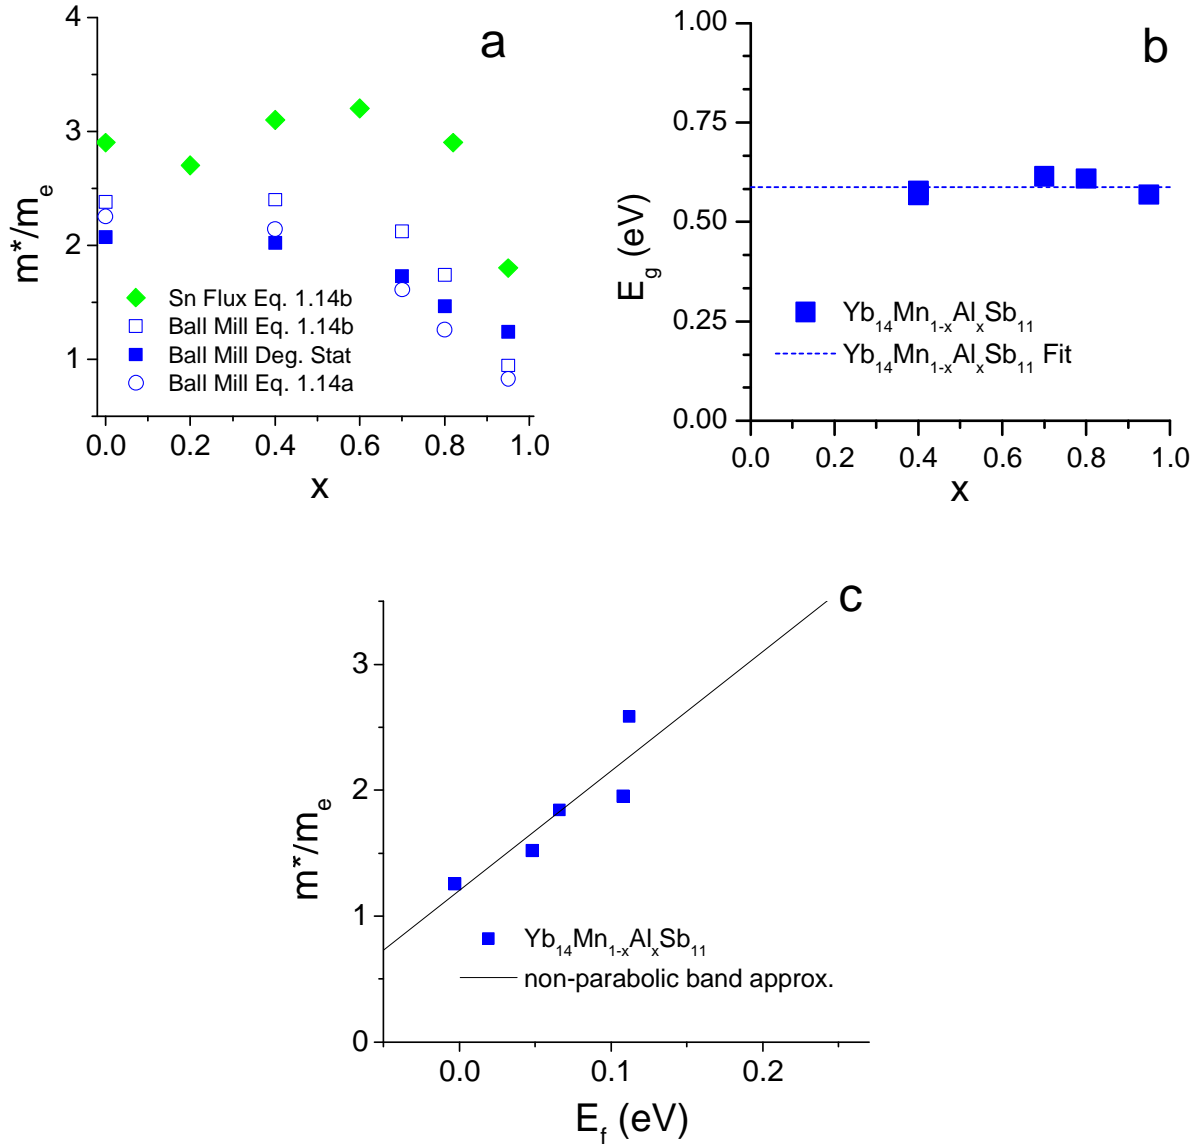 a
3
2
1
m*/mₑ
Sn Flux Eq. 1.14b
Ball Mill Eq. 1.14b
Ball Mill Deg. Stat
Ball Mill Eq. 1.14a
0.0 0.2 0.4 0.6 0.8 1.0
x
b
1.00
0.75
0.50
0.25
0.00
E_g (eV)
Yb₁₄Mn₁₋ₓAlₓSb₁₁
Yb₁₄Mn₁₋ₓAlₓSb₁₁ Fit
0.0 0.2 0.4 0.6 0.8 1.0
x
c
3
2
1
0
m*/mₑ
Yb₁₄Mn₁₋ₓAlₓSb₁₁
non-parabolic band approx.
0.0 0.1 0.2
E_f (eV)